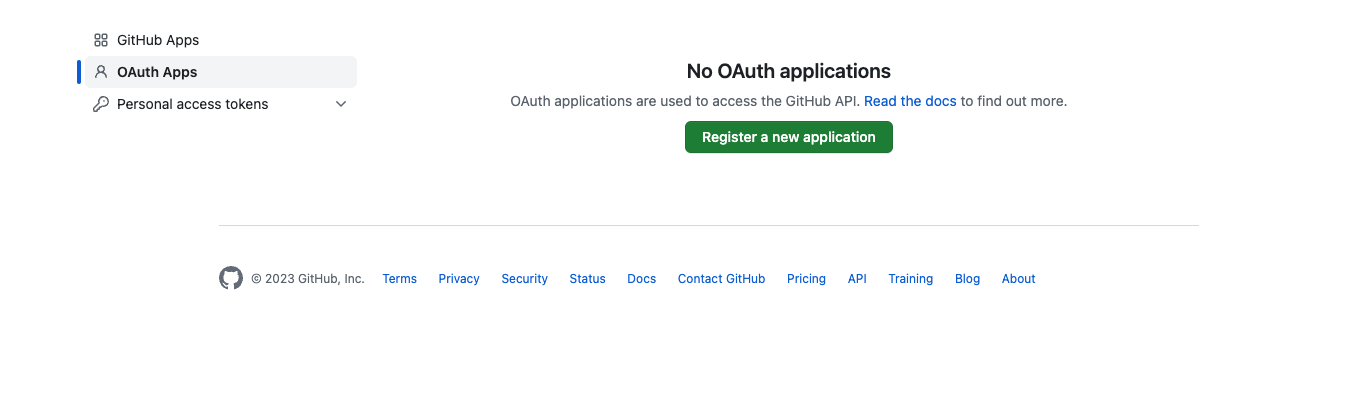 GitHub Apps
OAuth Apps
Personal access tokens
No OAuth applications
OAuth applications are used to access the GitHub API. Read the docs to find out more.
Register a new application
© 2023 GitHub, Inc. Terms Privacy Security Status Docs Contact GitHub Pricing API Training Blog About